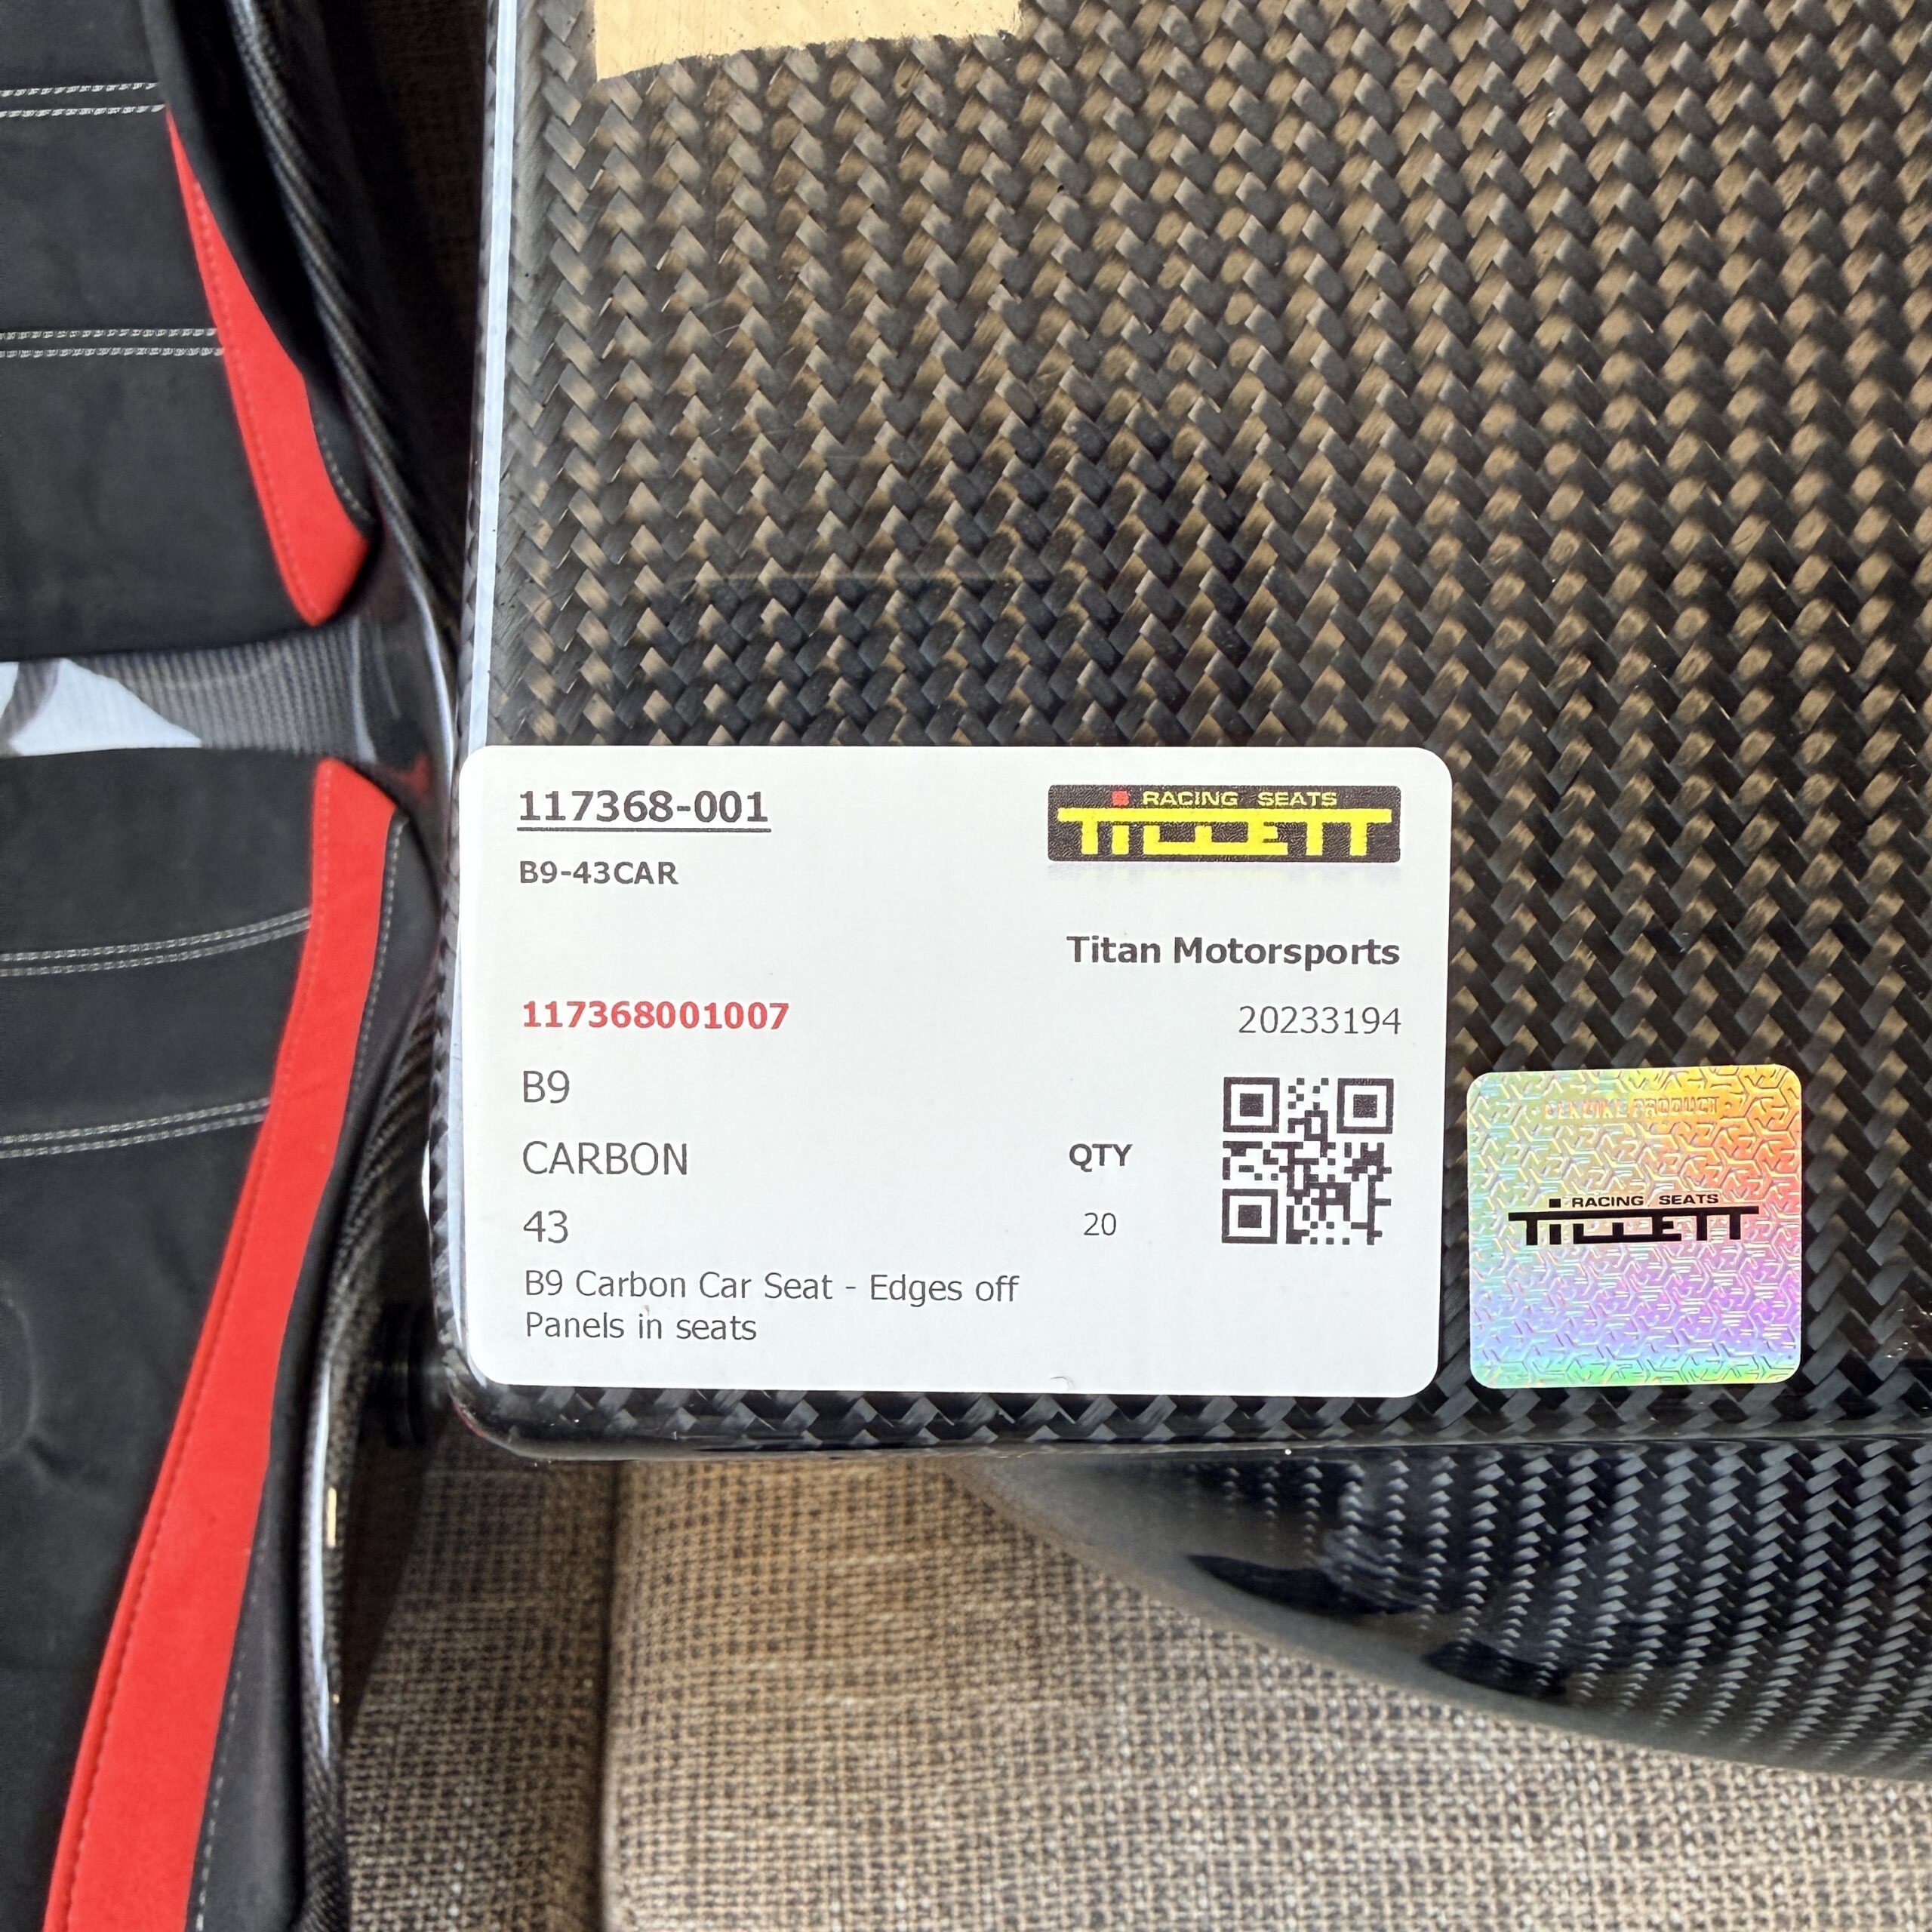 117368-001
RACING SEATS
TILLETT
B9-43CAR
Titan Motorsports
117368001007
20233194
B9
CARBON
QTY
43
20
B9 Carbon Car Seat - Edges off
Panels in seats
GENUINE PRODUCT
RACING SEATS
TILLETT